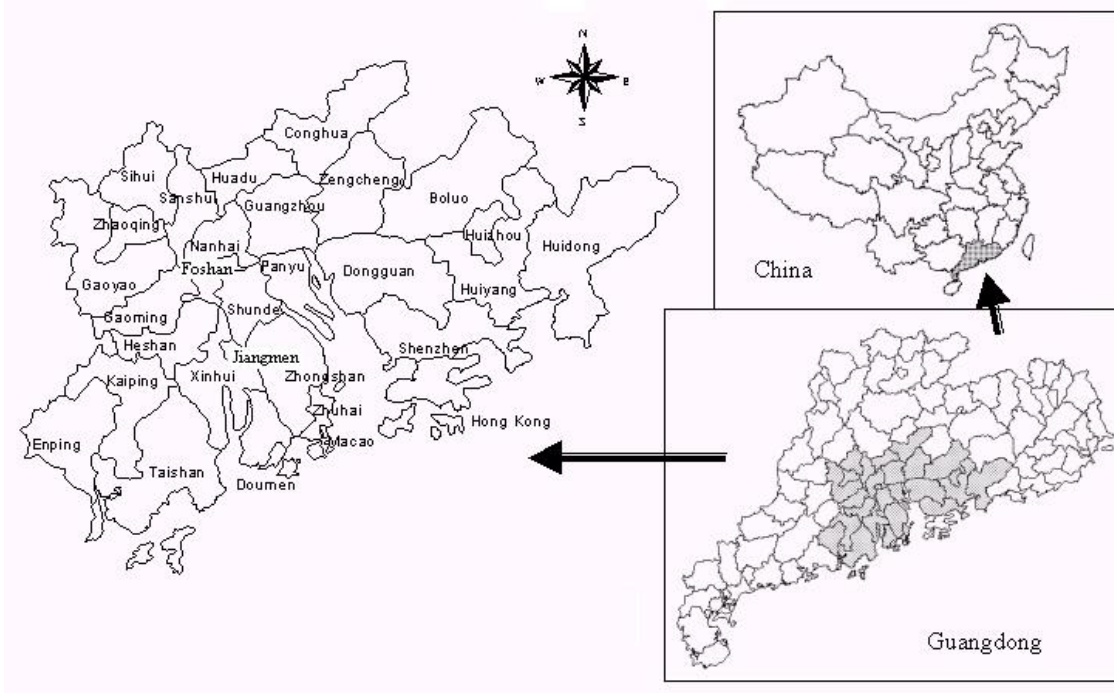 N
W E
S
Conghua
Sihui
Huadu
Zengcheng
Sanshui
Boluo
Guangzhou
Zhaoqing
Huizhou
Nanhai
Huidong
Foshan
Panyu
Dongguan
Gaoyao
Huiyang
Shunde
Gaoming
Heshan
Shenzhen
Jiangmen
Kaiping
Xinhui
Zhongshan
Zhuhai
Hong Kong
Enping
Macao
Taishan
Doumen
China
Guangdong